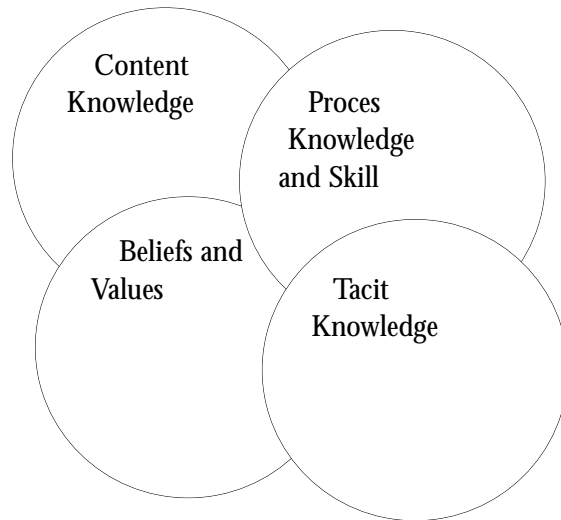 Content
Knowledge
Proces
Knowledge
and Skill
Beliefs and
Values
Tacit
Knowledge